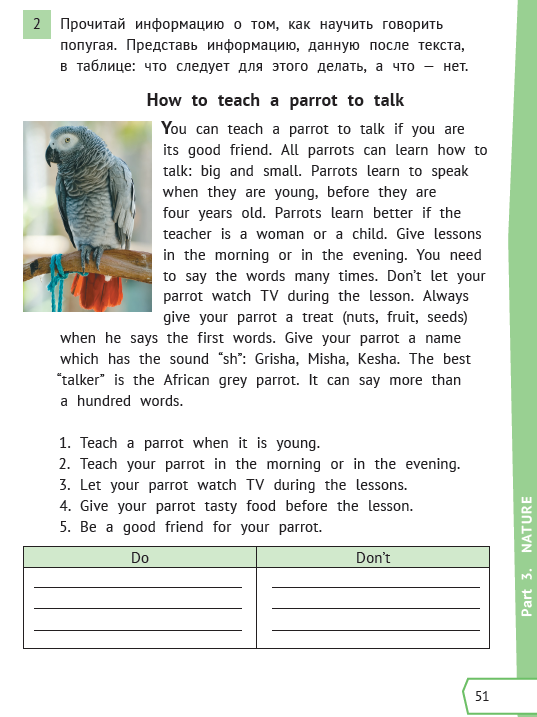 2 Прочитай информацию о том, как научить говорить
попугая. Представь информацию, данную после текста,
в таблице: что следует для этого делать, а что — нет.
How to teach a parrot to talk
You can teach a parrot to talk if you are
its good friend. All parrots can learn how to
talk: big and small. Parrots learn to speak
when they are young, before they are
four years old. Parrots learn better if the
teacher is a woman or a child. Give lessons
in the morning or in the evening. You need
to say the words many times. Don't let your
parrot watch TV during the lesson. Always
give your parrot a treat (nuts, fruit, seeds)
when he says the first words. Give your parrot a name
which has the sound “sh”: Grisha, Misha, Kesha. The best
“talker” is the African grey parrot. It can say more than
a hundred words.
1. Teach a parrot when it is young.
2. Teach your parrot in the morning or in the evening.
3. Let your parrot watch TV during the lessons.
4. Give your parrot tasty food before the lesson.
5. Be a good friend for your parrot.
Do Don't
Part 3. NATURE
51